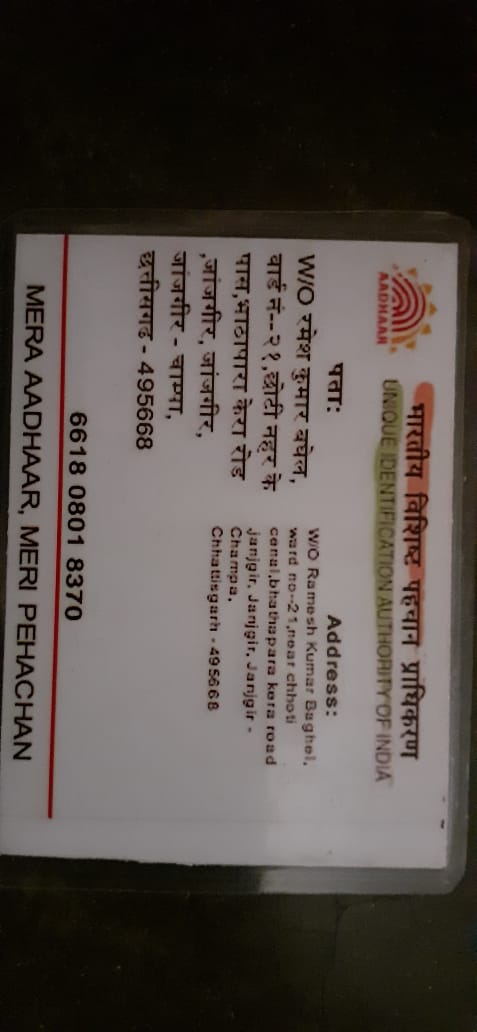 भारतीय विशिष्ट पहचान प्राधिकरण
UNIQUE IDENTIFICATION AUTHORITY OF INDIA
AADHAAR
पता:
W/O रमेश कुमार बघेल,
वार्ड नं--२१,छोटी नहर के
पास,भाठापारा केरा रोड
,जांजगीर, जांजगीर,
जांजगीर - चाम्पा,
छत्तीसगढ - 495668
Address:
W/O Ramesh Kumar Baghel,
ward no--21,near chhoti
canal,bhathapara kera road
Janjgir, Janjgir, Janjgir -
Champa,
Chhattisgarh - 495668
6618 0801 8370
MERA AADHAAR, MERI PEHACHAN